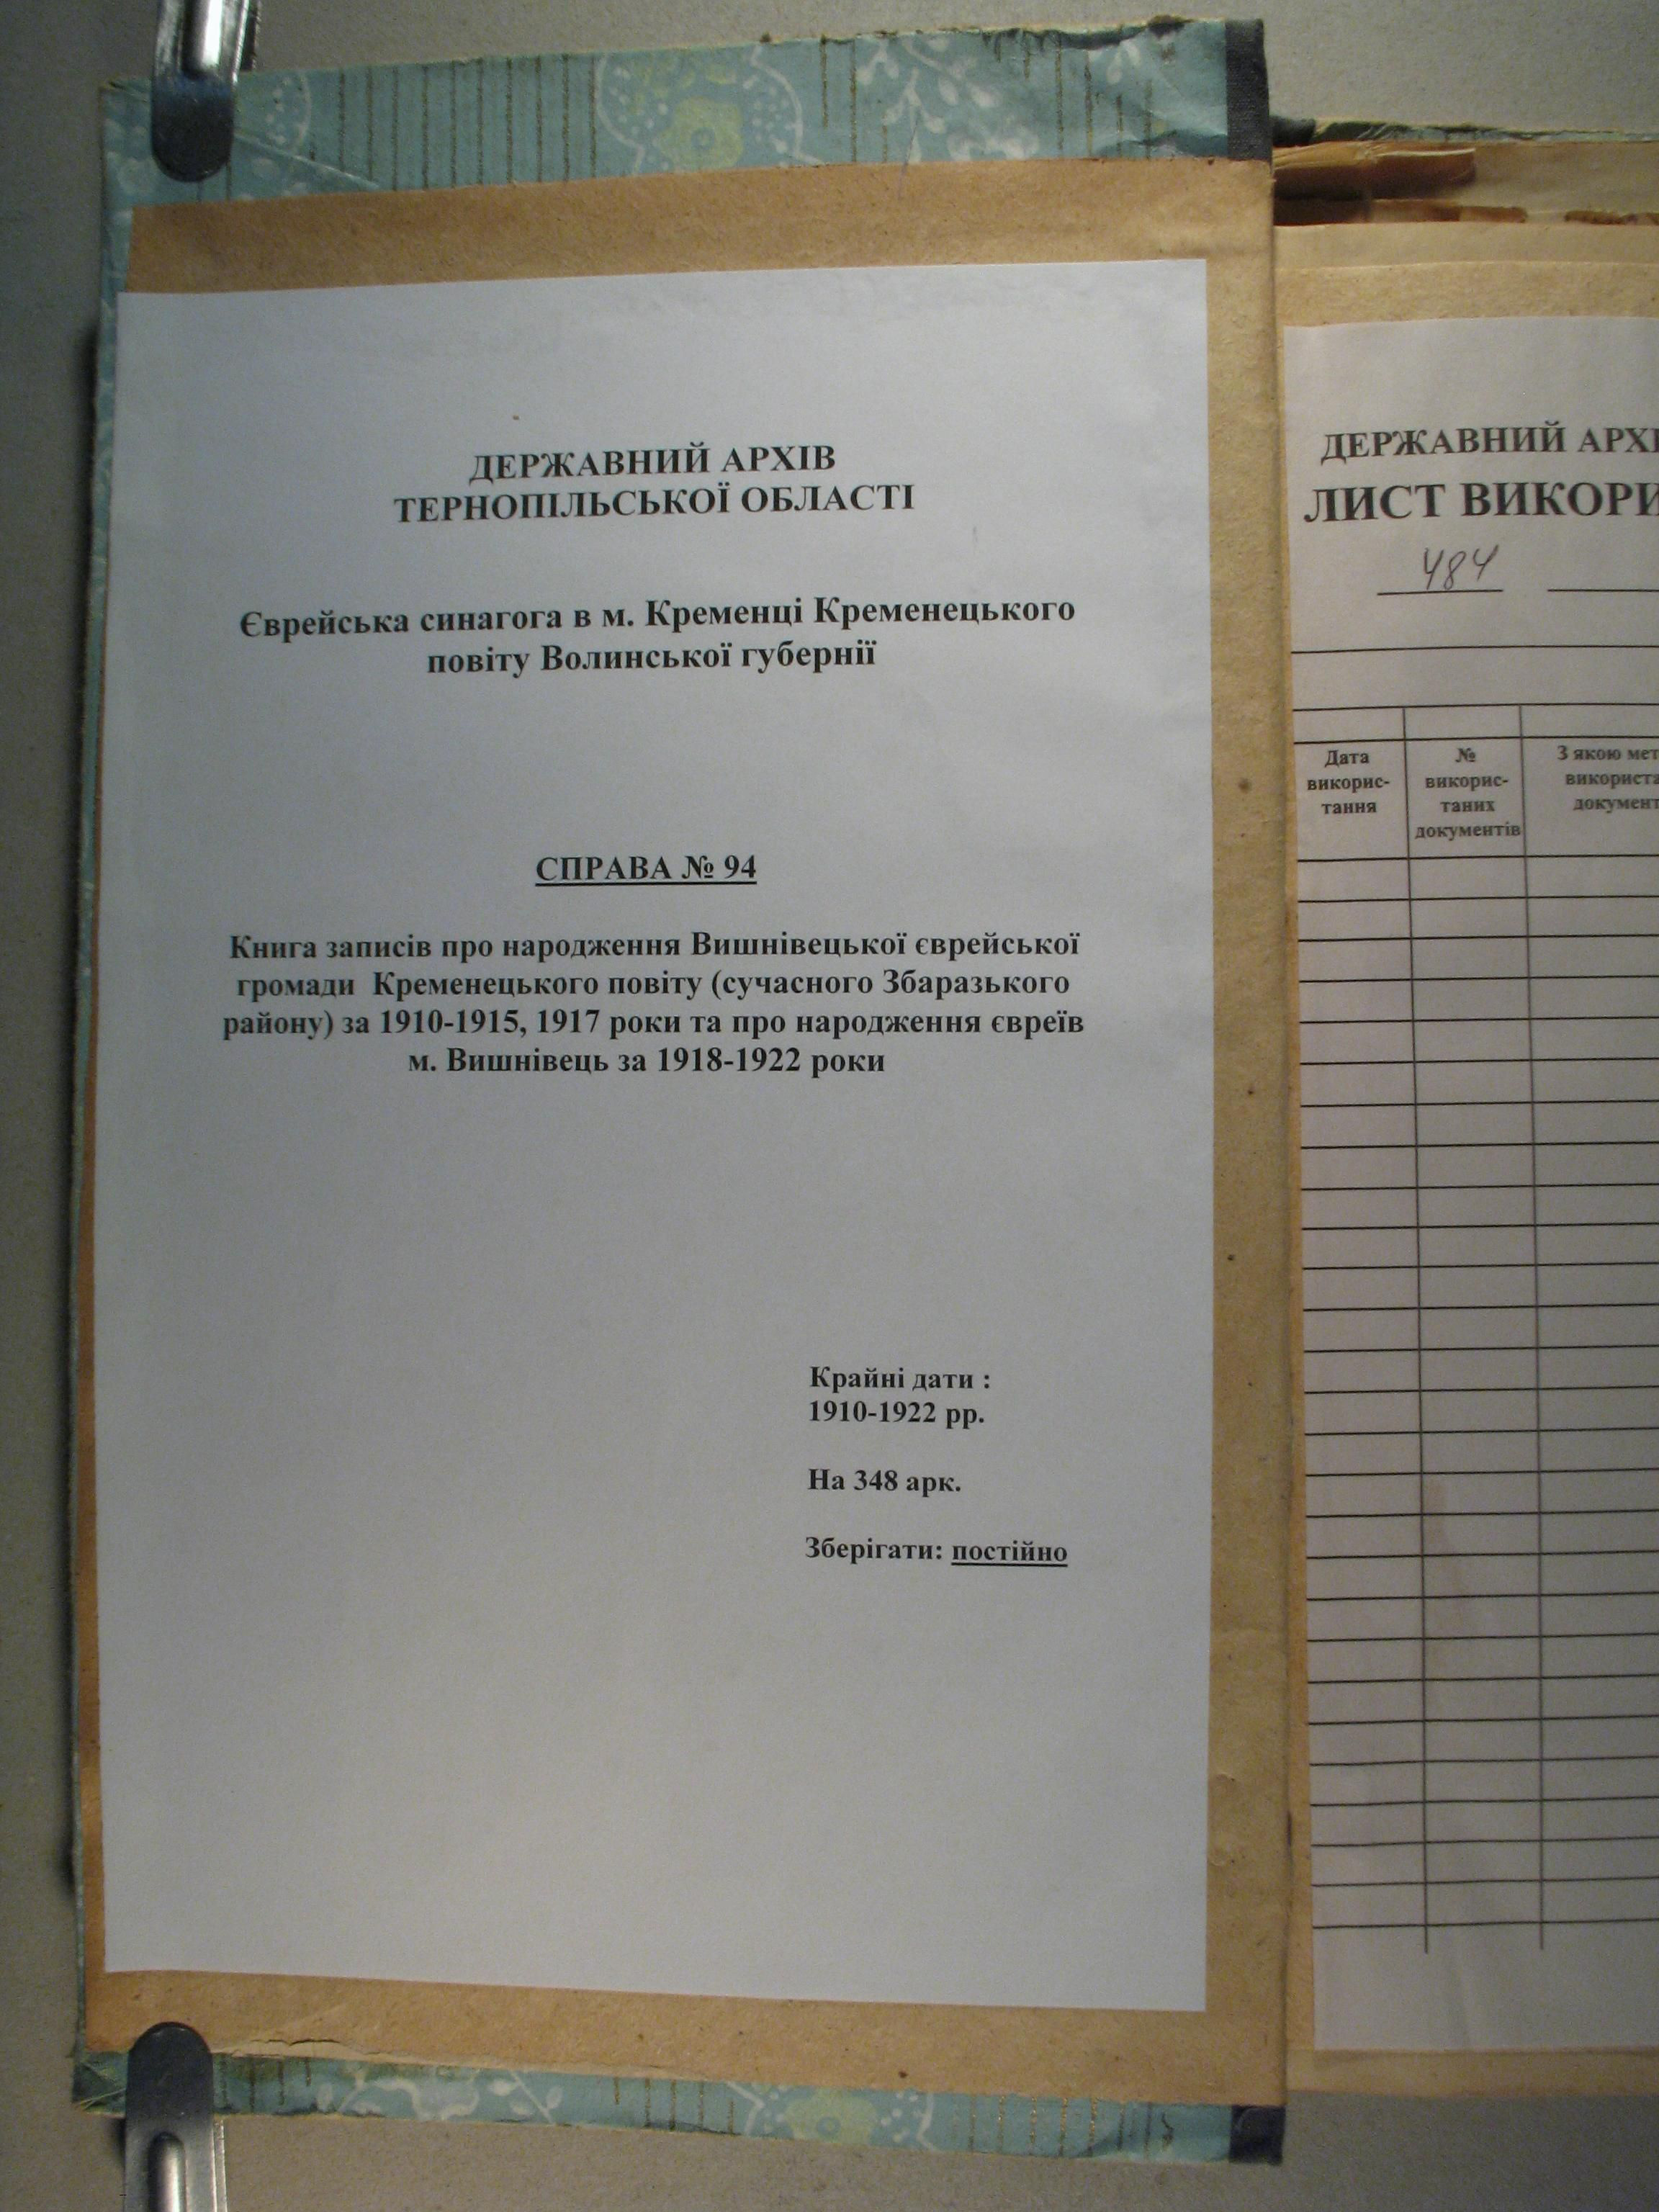 ДЕРЖАВНИЙ АРХІВ
ТЕРНОПІЛЬСЬКОЇ ОБЛАСТІ
Єврейська синагога в м. Кременці Кременецького
повіту Волинської губернії
СПРАВА № 94
Книга записів про народження Вишнівецької єврейської
громади Кременецького повіту (сучасного Збаразького
району) за 1910-1915, 1917 роки та про народження євреїв
м. Вишнівець за 1918-1922 роки
Крайні дати :
1910-1922 рр.
На 348 арк.
Зберігати: постійно
ДЕРЖАВНИЙ АРХІ
ЛИСТ ВИКОРИ
484
Дата
викорис-
тання
№
викорис-
таних
документів
З якою мет
використа
документ